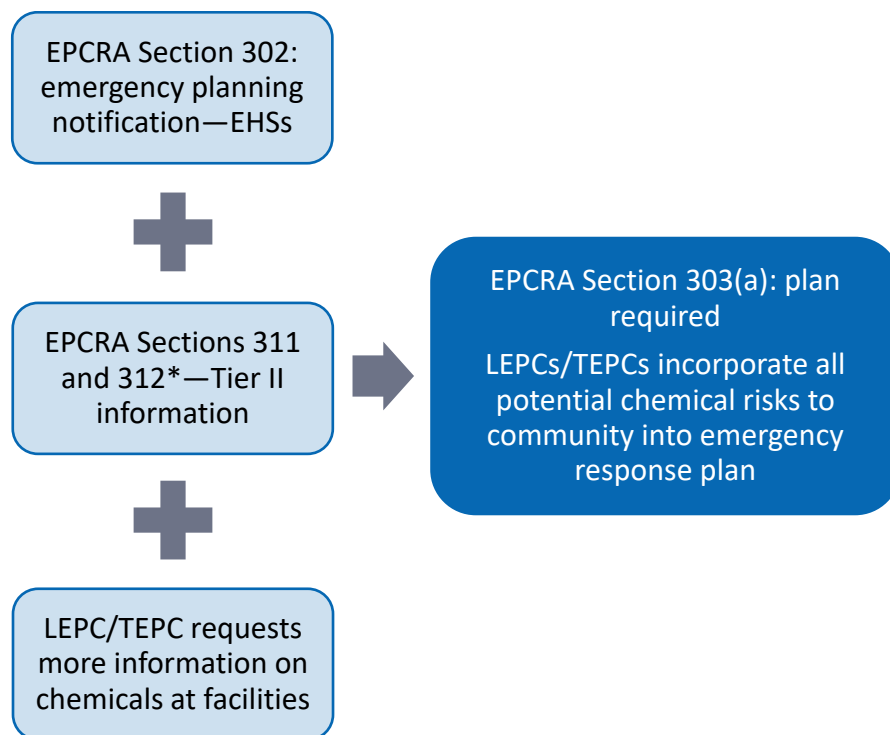 EPCRA Section 302:
emergency planning
notification—EHSs
EPCRA Sections 311
and 312*—Tier II
information
LEPC/TEPC requests
more information on
chemicals at facilities
EPCRA Section 303(a): plan
required
LEPCs/TEPCs incorporate all
potential chemical risks to
community into emergency
response plan